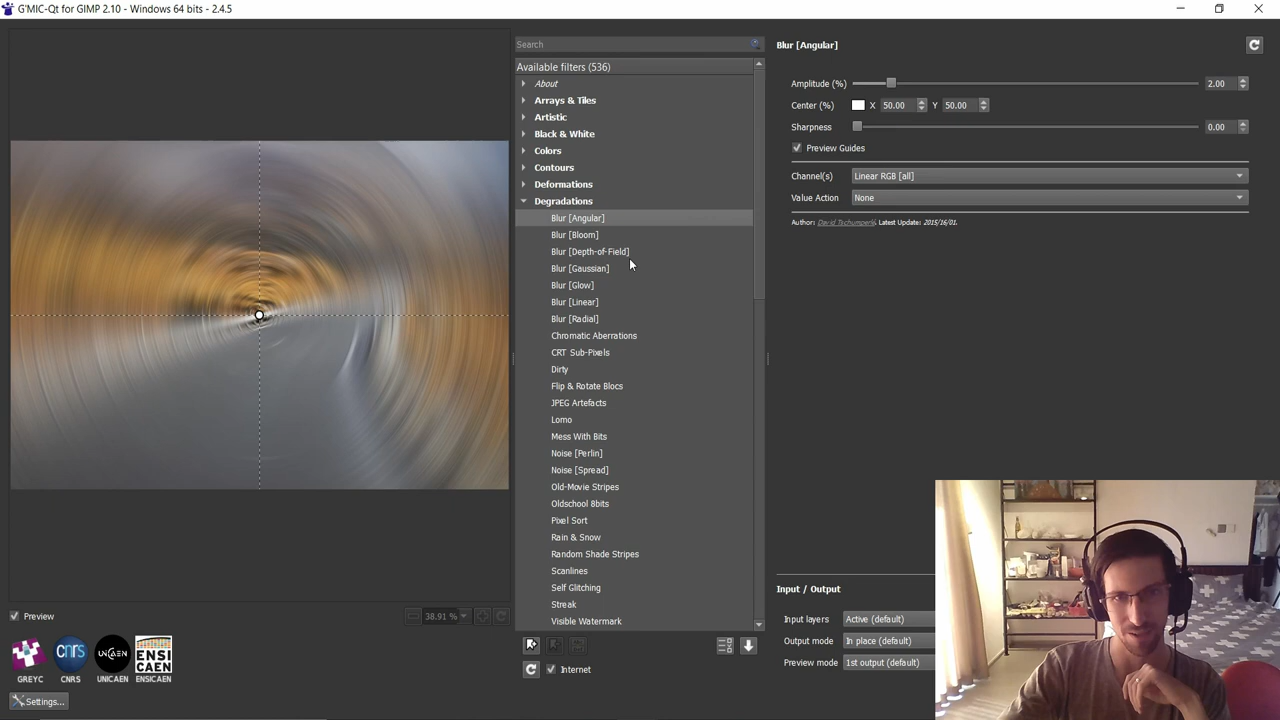 G'MIC-Qt for GIMP 2.10 - Windows 64 bits - 2.4.5
Search
Available filters (536)
About
Arrays & Tiles
Artistic
Black & White
Colors
Contours
Deformations
Degradations
Blur [Angular]
Blur [Bloom]
Blur [Depth-of-Field]
Blur [Gaussian]
Blur [Glow]
Blur [Linear]
Blur [Radial]
Chromatic Aberrations
CRT Sub-Pixels
Dirty
Flip & Rotate Blocs
JPEG Artefacts
Lomo
Mess With Bits
Noise [Perlin]
Noise [Spread]
Old-Movie Stripes
Oldschool 8bits
Pixel Sort
Rain & Snow
Random Shade Stripes
Scanlines
Self Glitching
Streak
Visible Watermark
Internet
Blur [Angular]
Amplitude (%) 2.00
Center (%) X 50.00 Y 50.00
Sharpness 0.00
Preview Guides
Channel(s) Linear RGB [all]
Value Action None
Author: David Tschumperlé. Latest Update: 2015/16/01.
Input / Output
Input layers Active (default)
Output mode In place (default)
Preview mode 1st output (default)
Preview
38.91 %
GREYC
cnrs
CNRS
UNICAEN
UNICAEN
ENSI
CAEN
ENSICAEN
Settings...